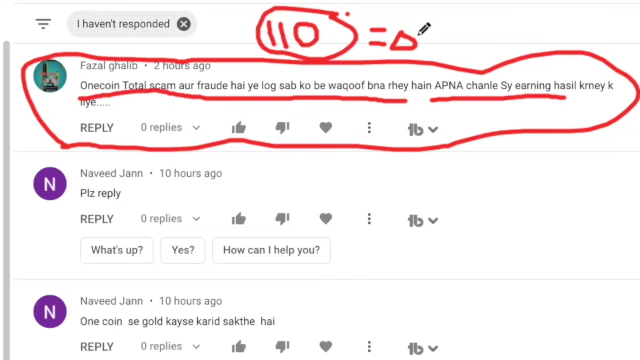 I haven't responded
110 =
Fazal ghalib • 2 hours ago
Onecoin Total scam aur fraude hai ye log sab ko be waqoof bna rhey hain APNA chanle Sy earning hasil krney k
liye.....
REPLY 0 replies
N Naveed Jann • 10 hours ago
Plz reply
REPLY 0 replies
What's up? Yes? How can I help you?
N Naveed Jann • 10 hours ago
One coin se gold kayse karid sakthe hai
REPLY 0 replies